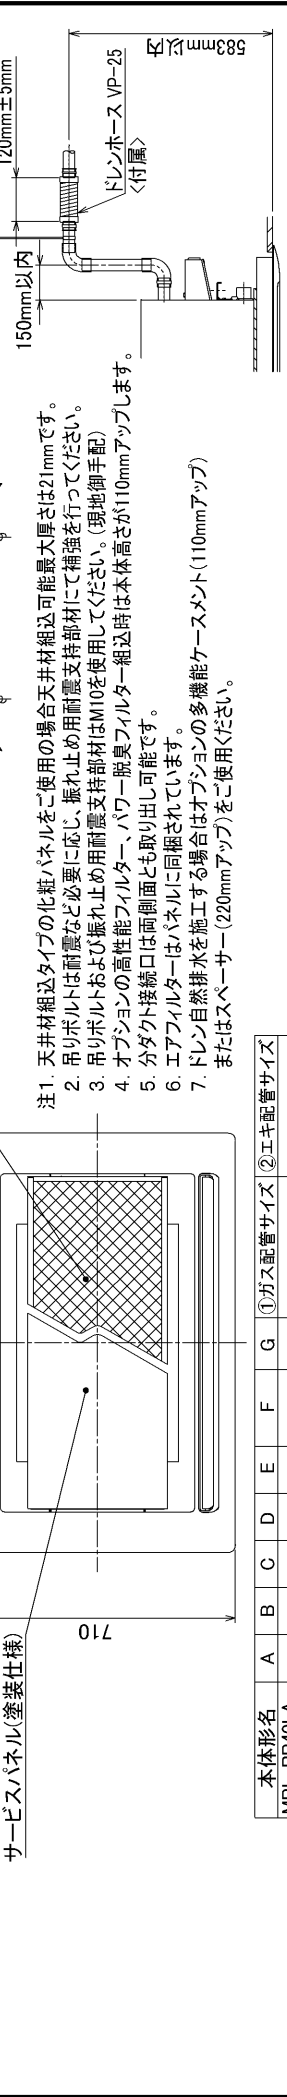 583mm以内
120mm±5mm
ドレンホース VP-25
〈付属〉
150mm以内
注1. 天井材組込タイプの化粧パネルをご使用の場合天井材組込可能最大厚さは21mmです。
2. 吊りボルトは耐震など必要に応じ、振れ止め用耐震支持部材にて補強を行ってください。
3. 吊りボルトおよび振れ止め用耐震支持部材はM10を使用してください。(現地御手配)
4. オプションの高性能フィルター、パワー脱臭フィルター組込時は本体高さが110mmアップします。
5. 分ダクト接続口は両側面とも取り出し可能です。
6. エアフィルターはパネルに同梱されています。
7. ドレン自然排水を施工する場合はオプションの多機能ケースメント(110mmアップ)
またはスペーサー(220mmアップ)をご使用ください。
サービスパネル(塗装仕様)
710
本体形名 A B C D E F G ①ガス配管サイズ ②エキ配管サイズ